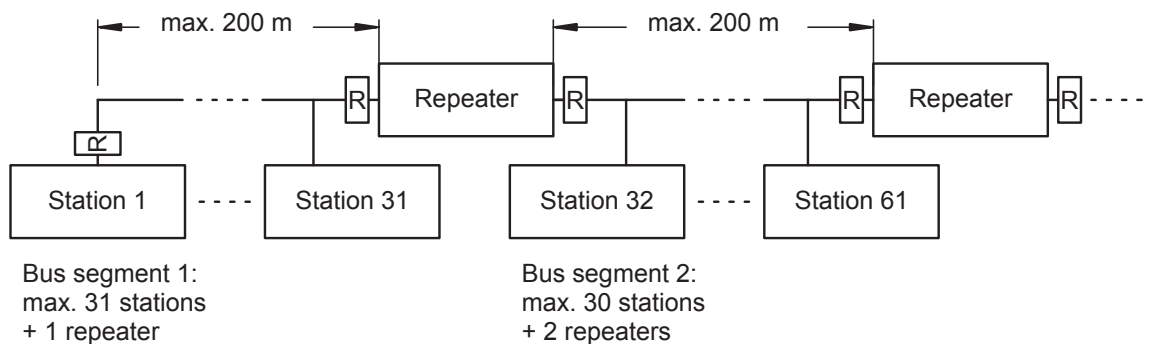 max. 200 m
max. 200 m
R
Repeater
R
R
Repeater
R
R
Station 1
Station 31
Station 32
Station 61
Bus segment 1:
max. 31 stations
+ 1 repeater
Bus segment 2:
max. 30 stations
+ 2 repeaters